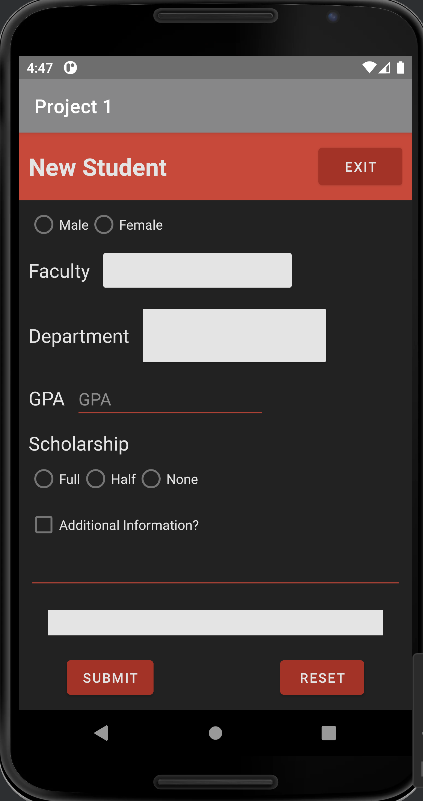 4:47
Project 1
New Student EXIT
Male Female
Faculty
Department
GPA GPA
Scholarship
Full Half None
Additional Information?
SUBMIT RESET